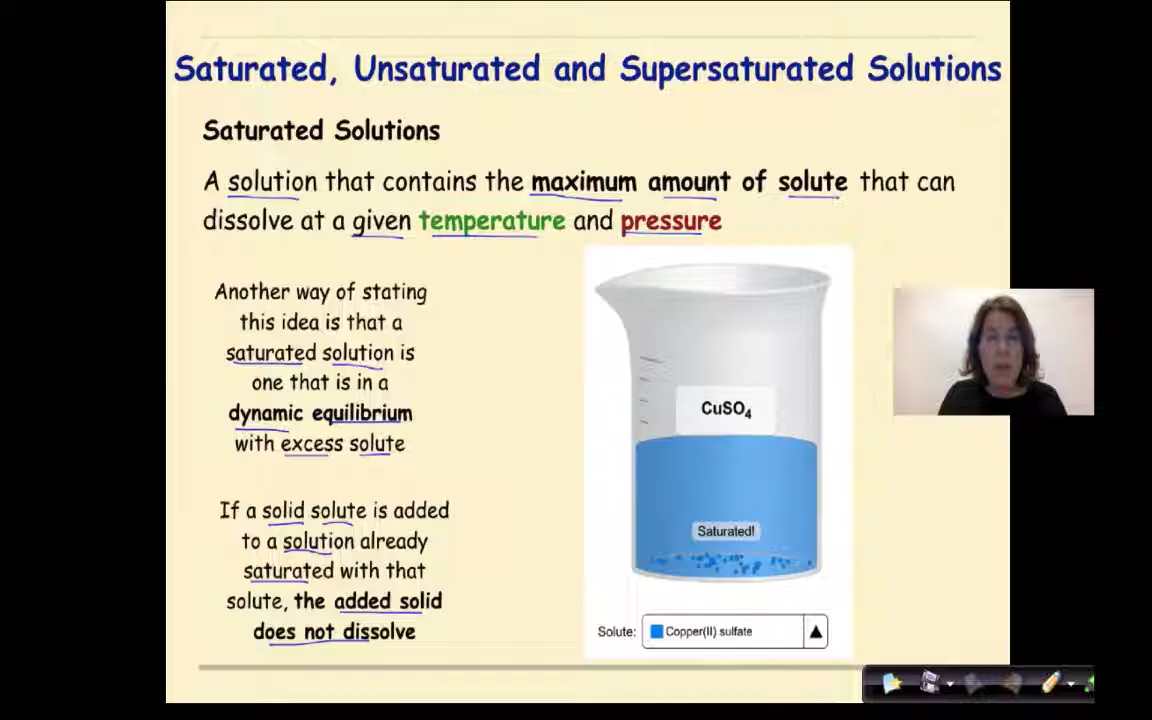 Saturated, Unsaturated and Supersaturated Solutions
Saturated Solutions
A solution that contains the maximum amount of solute that can
dissolve at a given temperature and pressure
Another way of stating
this idea is that a
saturated solution is
one that is in a
dynamic equilibrium
with excess solute
If a solid solute is added
to a solution already
saturated with that
solute, the added solid
does not dissolve
CuSO₄
Saturated!
Solute: Copper(II) sulfate